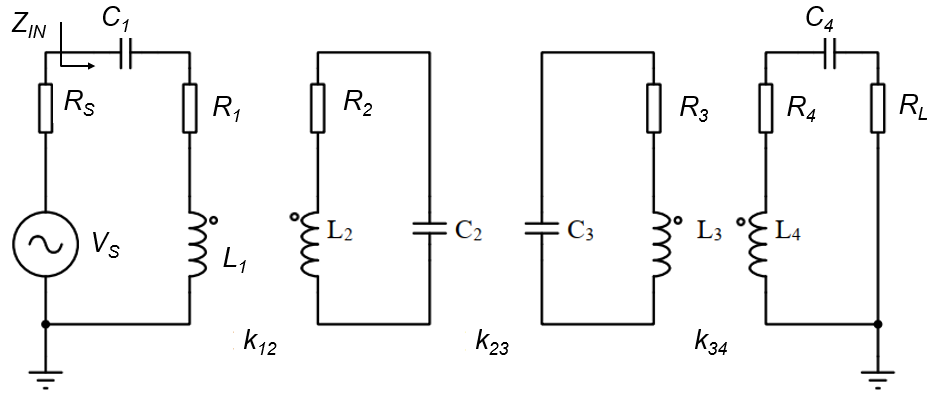 Z_IN
C_1
C_4
R_S
R_1
R_2
R_3
R_4
R_L
V_S
L_1
L_2
C_2
C_3
L_3
L_4
k_12
k_23
k_34